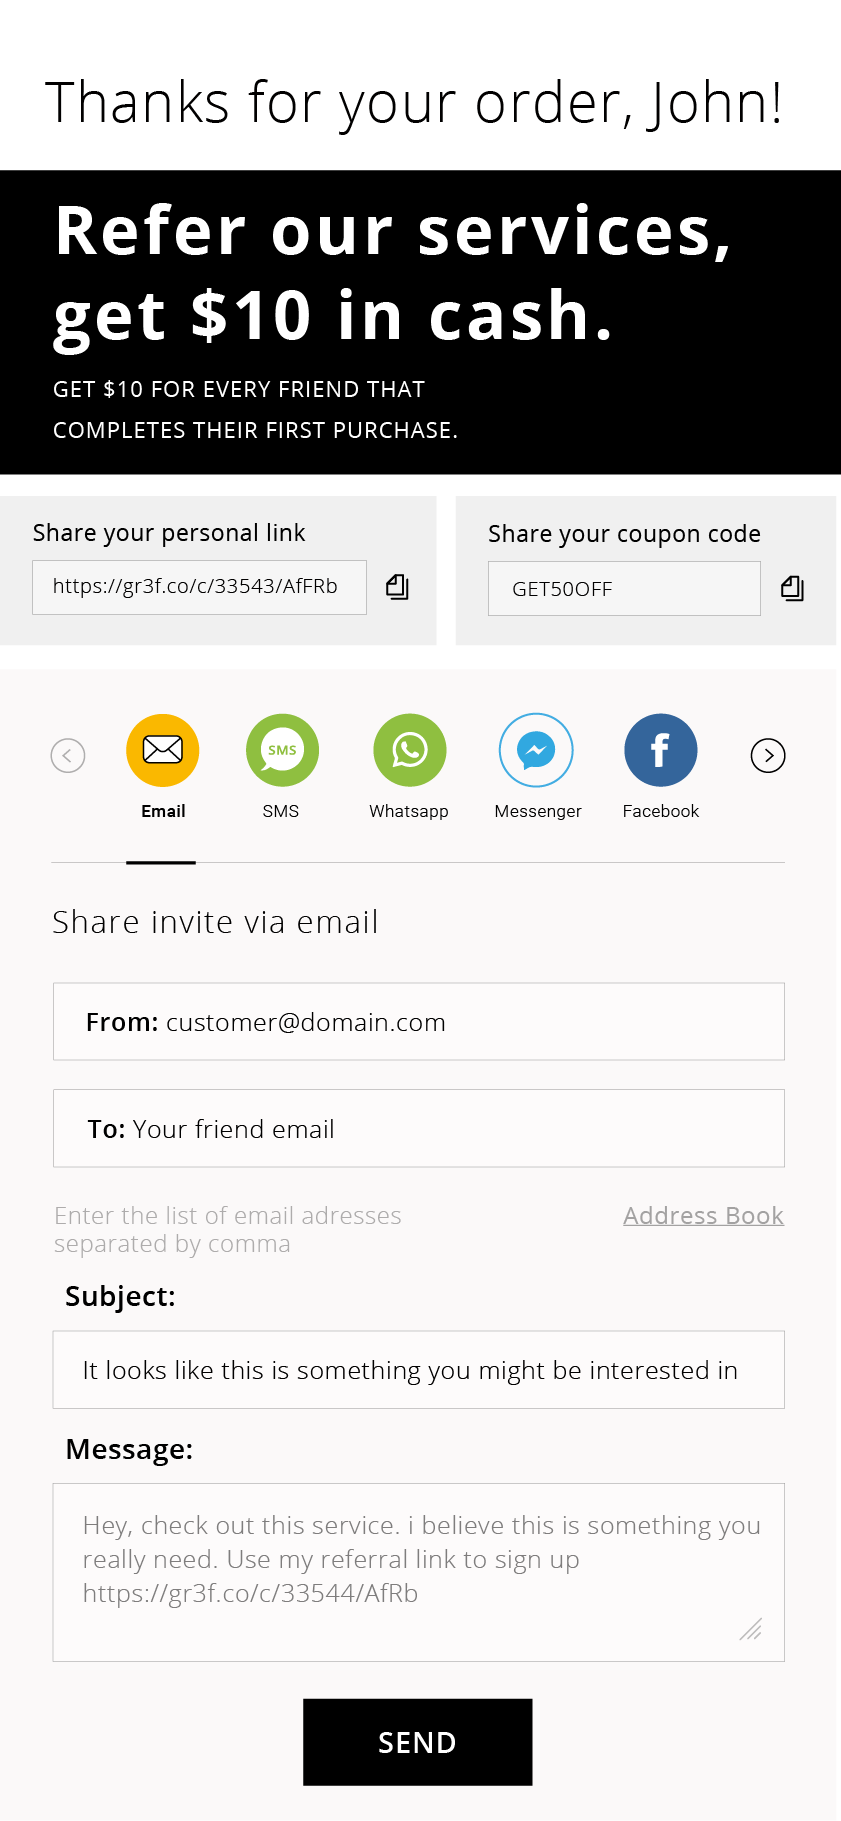 Thanks for your order, John!
Refer our services,
get $10 in cash.
GET $10 FOR EVERY FRIEND THAT
COMPLETES THEIR FIRST PURCHASE.
Share your personal link
https://gr3f.co/c/33543/AfFRb
Share your coupon code
GET50OFF
SMS
Email
SMS
Whatsapp
Messenger
Facebook
Share invite via email
From: customer@domain.com
To: Your friend email
Enter the list of email adresses
separated by comma
Address Book
Subject:
It looks like this is something you might be interested in
Message:
Hey, check out this service. i believe this is something you
really need. Use my referral link to sign up
https://gr3f.co/c/33544/AfRb
SEND